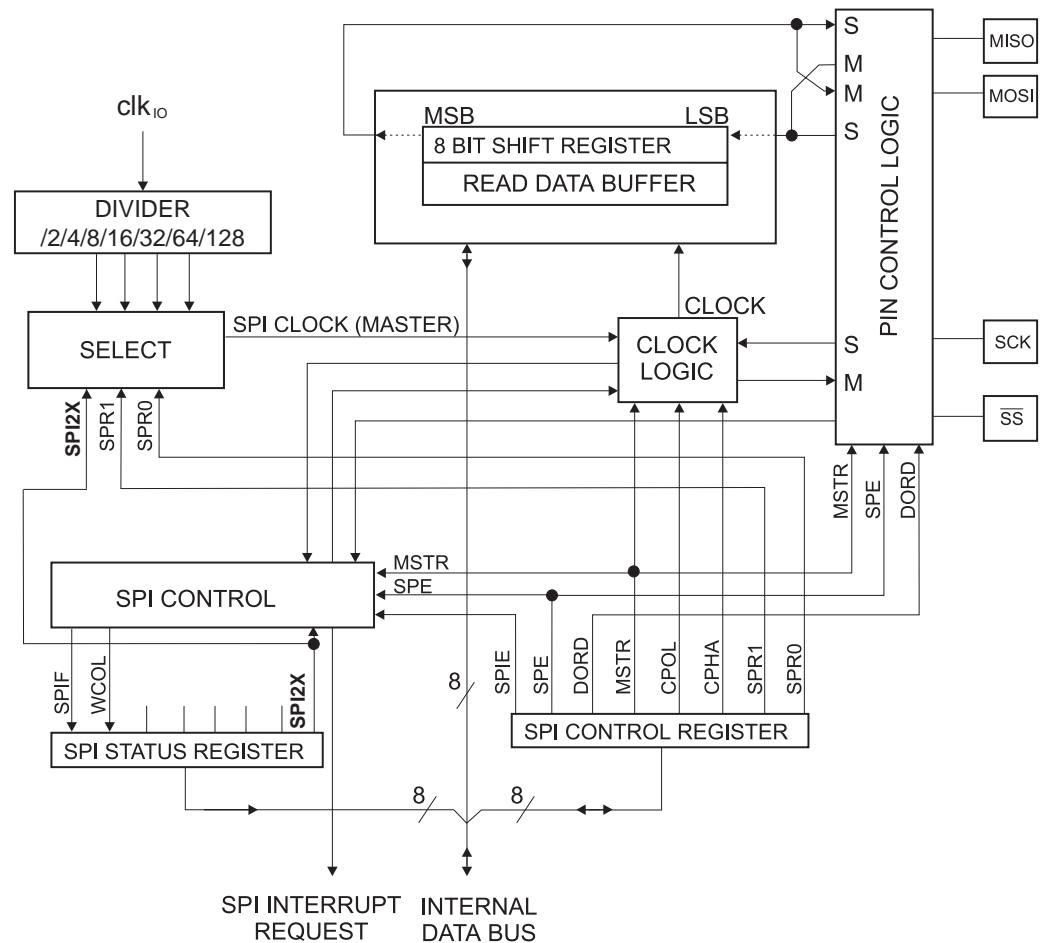 S
MISO
M
clk IO
MSB
LSB
M
MOSI
8 BIT SHIFT REGISTER
S
READ DATA BUFFER
DIVIDER
/2/4/8/16/32/64/128
PIN CONTROL LOGIC
CLOCK
SPI CLOCK (MASTER)
SELECT
CLOCK
LOGIC
S
SCK
M
SPI2X
SPR1
SPR0
SS
MSTR
SPE
DORD
MSTR
SPE
SPI CONTROL
SPIF
WCOL
SPI2X
8
SPIE
SPE
DORD
MSTR
CPOL
CPHA
SPR1
SPR0
SPI STATUS REGISTER
SPI CONTROL REGISTER
8
8
SPI INTERRUPT
REQUEST
INTERNAL
DATA BUS